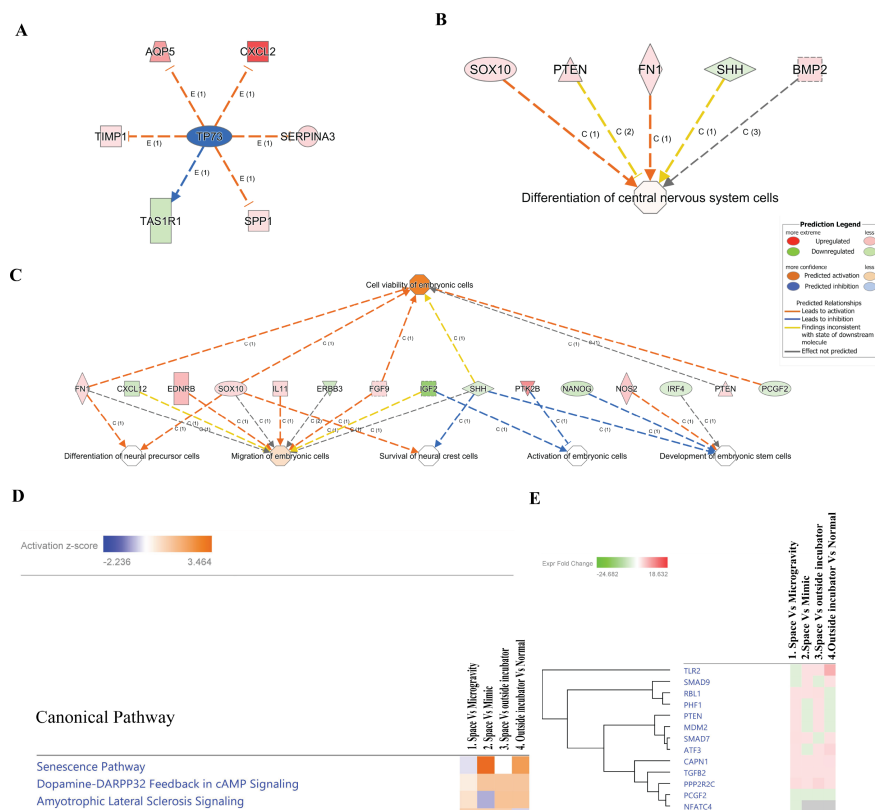 A
AQP5
CXCL2
E (1)
E (1)
TIMP1
E (1)
TP73
E (1)
SERPINA3
E (1)
E (1)
TAS1R1
SPP1
B
SOX10
PTEN
FN1
SHH
BMP2
C (1)
C (2)
C (1)
C (1)
C (3)
Differentiation of central nervous system cells
Prediction Legend
more extreme
less
Upregulated
Downregulated
more confidence
less
Predicted activation
Predicted inhibition
Predicted Relationships
Leads to activation
Leads to inhibition
Findings inconsistent
with state of downstream
molecule
Effect not predicted
C
Cell viability of embryonic cells
C (1)
C (1)
C (1)
C (1)
C (1)
C (1)
FN1
CXCL12
EDNRB
SOX10
IL11
ERBB3
FGF9
IGF2
SHH
PTK2B
NANOG
NOS2
IRF4
PTEN
PCGF2
Differentiation of neural precursor cells
Migration of embryonic cells
Survival of neural crest cells
Activation of embryonic cells
Development of embryonic stem cells
D
Activation z-score
-2.236
3.464
Canonical Pathway
1. Space Vs Microgravity
2. Space Vs Mimic
3. Space Vs outside incubator
4. Outside incubator Vs Normal
Senescence Pathway
Dopamine-DARPP32 Feedback in cAMP Signaling
Amyotrophic Lateral Sclerosis Signaling
E
Expr Fold Change
-24.682
18.632
1. Space Vs Microgravity
2.Space Vs Mimic
3.Space Vs outside incubator
4.Outside incubator Vs Normal
TLR2
SMAD9
RBL1
PHF1
PTEN
MDM2
SMAD7
ATF3
CAPN1
TGFB2
PPP2R2C
PCGF2
NFATC4